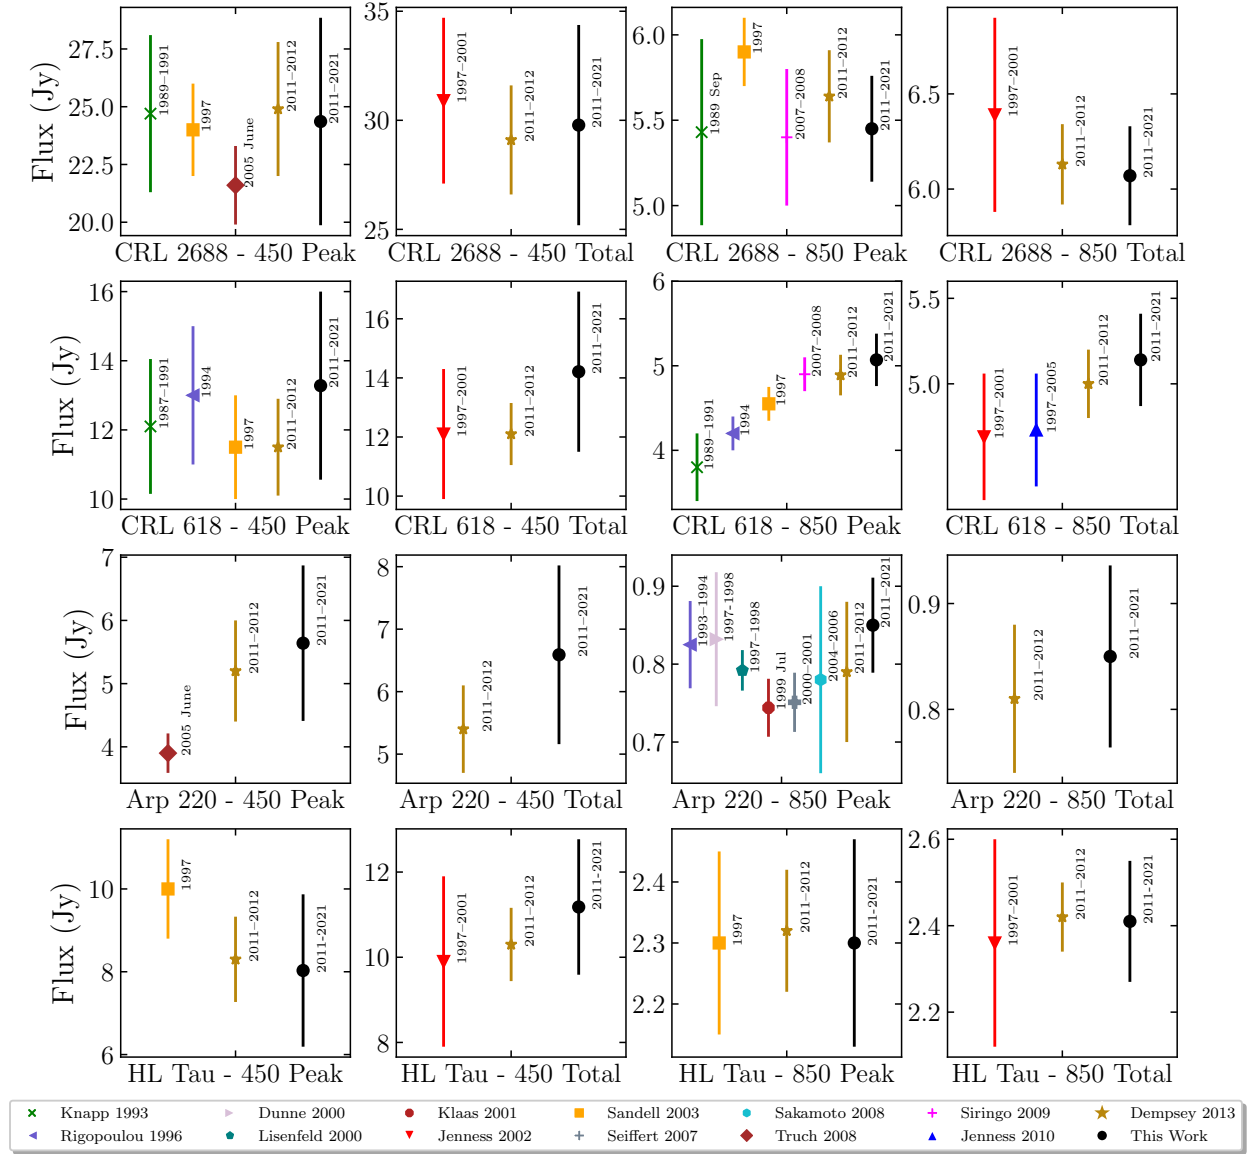 Flux (Jy)
27.5
25.0
22.5
20.0
1989–1991
1997
2005 June
2011–2012
2011–2021
CRL 2688 - 450 Peak
35
30
25
1997–2001
2011–2012
2011–2021
CRL 2688 - 450 Total
6.0
5.5
5.0
1989 Sep
1997
2007–2008
2011–2012
2011–2021
CRL 2688 - 850 Peak
6.5
6.0
1997–2001
2011–2012
2011–2021
CRL 2688 - 850 Total
Flux (Jy)
16
14
12
10
1987–1991
1994
1997
2011–2012
2011–2021
CRL 618 - 450 Peak
16
14
12
10
1997–2001
2011–2012
2011–2021
CRL 618 - 450 Total
6
5
4
1989–1991
1994
1997
2007–2008
2011–2012
2011–2021
CRL 618 - 850 Peak
5.5
5.0
1997–2001
1997–2005
2011–2012
2011–2021
CRL 618 - 850 Total
Flux (Jy)
7
6
5
4
2005 June
2011–2012
2011–2021
Arp 220 - 450 Peak
8
7
6
5
2011–2012
2011–2021
Arp 220 - 450 Total
0.9
0.8
0.7
1993–1994
1997-1998
1997–1998
1999 Jul
2000–2001
2004–2006
2011–2012
2011–2021
Arp 220 - 850 Peak
0.9
0.8
2011–2012
2011–2021
Arp 220 - 850 Total
Flux (Jy)
10
8
6
1997
2011–2012
2011-2021
HL Tau - 450 Peak
12
10
8
1997–2001
2011–2012
2011-2021
HL Tau - 450 Total
2.4
2.3
2.2
1997
2011–2012
2011-2021
HL Tau - 850 Peak
2.6
2.4
2.2
1997–2001
2011–2012
2011-2021
HL Tau - 850 Total
Knapp 1993
Dunne 2000
Klaas 2001
Sandell 2003
Sakamoto 2008
Siringo 2009
Dempsey 2013
Rigopoulou 1996
Lisenfeld 2000
Jenness 2002
Seiffert 2007
Truch 2008
Jenness 2010
This Work